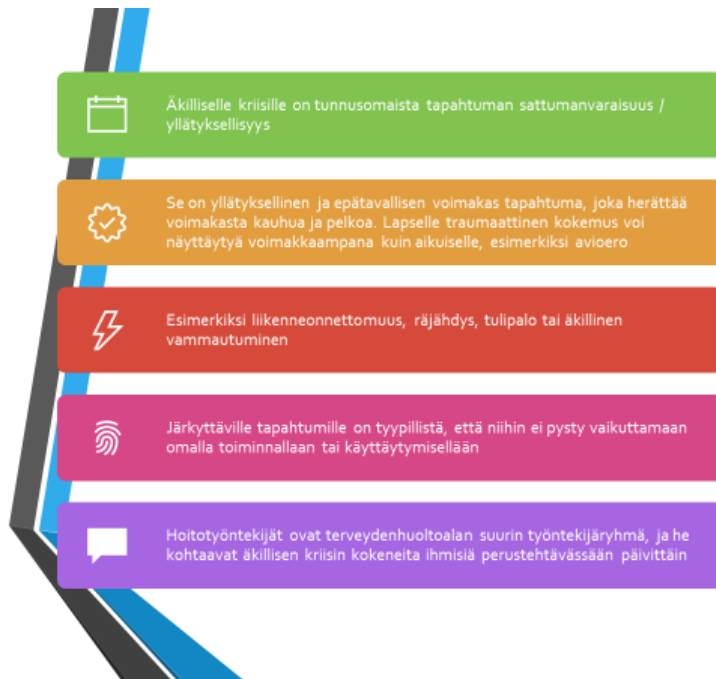 Äkilliselle kriisille on tunnusomaista tapahtuman sattumanvaraisuus /
yllätyksellisyys
Se on yllätyksellinen ja epätavallisen voimakas tapahtuma, joka herättää
voimakasta kauhua ja pelkoa. Lapselle traumaattinen kokemus voi
näyttäytyä voimakkaampana kuin aikuiselle, esimerkiksi avioero
Esimerkiksi liikenneonnettomuus, räjähdys, tulipalo tai äkillinen
vammautuminen
Järkyttäville tapahtumille on tyypillistä, että niihin ei pysty vaikuttamaan
omalla toiminnallaan tai käyttäytymisellään
Hoitotyöntekijät ovat terveydenhuoltoalan suurin työntekijäryhmä, ja he
kohtaavat äkillisen kriisin kokeneita ihmisiä perustehtävässään päivittäin